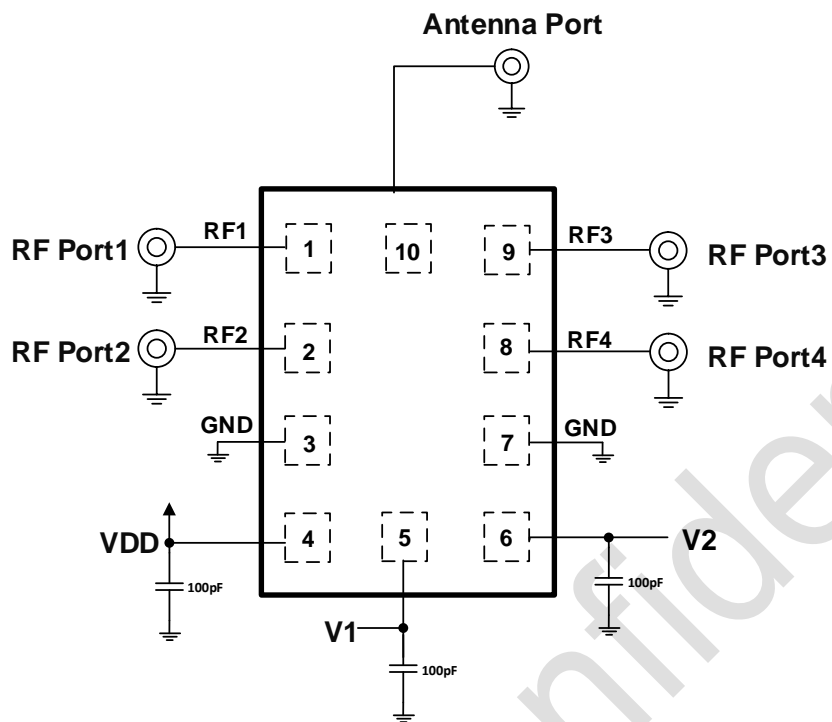 Antenna Port
RF Port1
RF1
1
10
9
RF3
RF Port3
RF Port2
RF2
2
8
RF4
RF Port4
GND
3
7
GND
VDD
4
5
6
V2
100pF
100pF
V1
100pF
nfiden